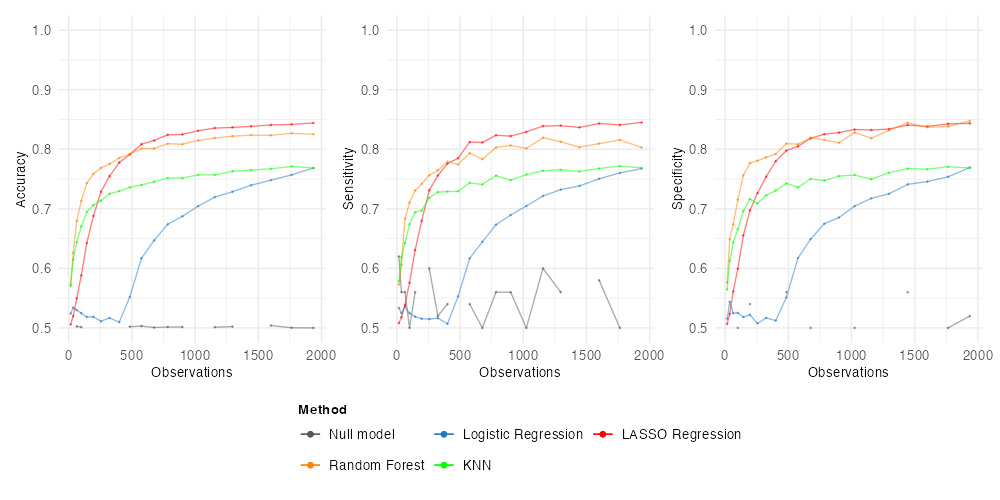 1.0
0.9
0.8
0.7
0.6
0.5
Accuracy
0 500 1000 1500 2000
Observations
1.0
0.9
0.8
0.7
0.6
0.5
Sensitivity
0 500 1000 1500 2000
Observations
1.0
0.9
0.8
0.7
0.6
0.5
Specificity
0 500 1000 1500 2000
Observations
Method
Null model Logistic Regression LASSO Regression
Random Forest KNN